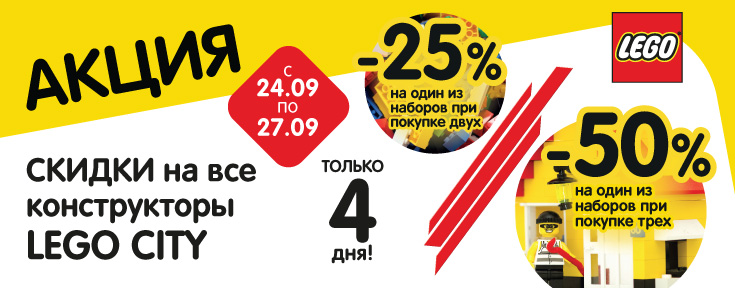 АКЦИЯ
С
24.09
ПО
27.09
СКИДКИ на все
конструкторы
LEGO CITY
ТОЛЬКО
4
дня!
-25%
на один из
наборов при
покупке двух
LEGO
-50%
на один из
наборов при
покупке трех